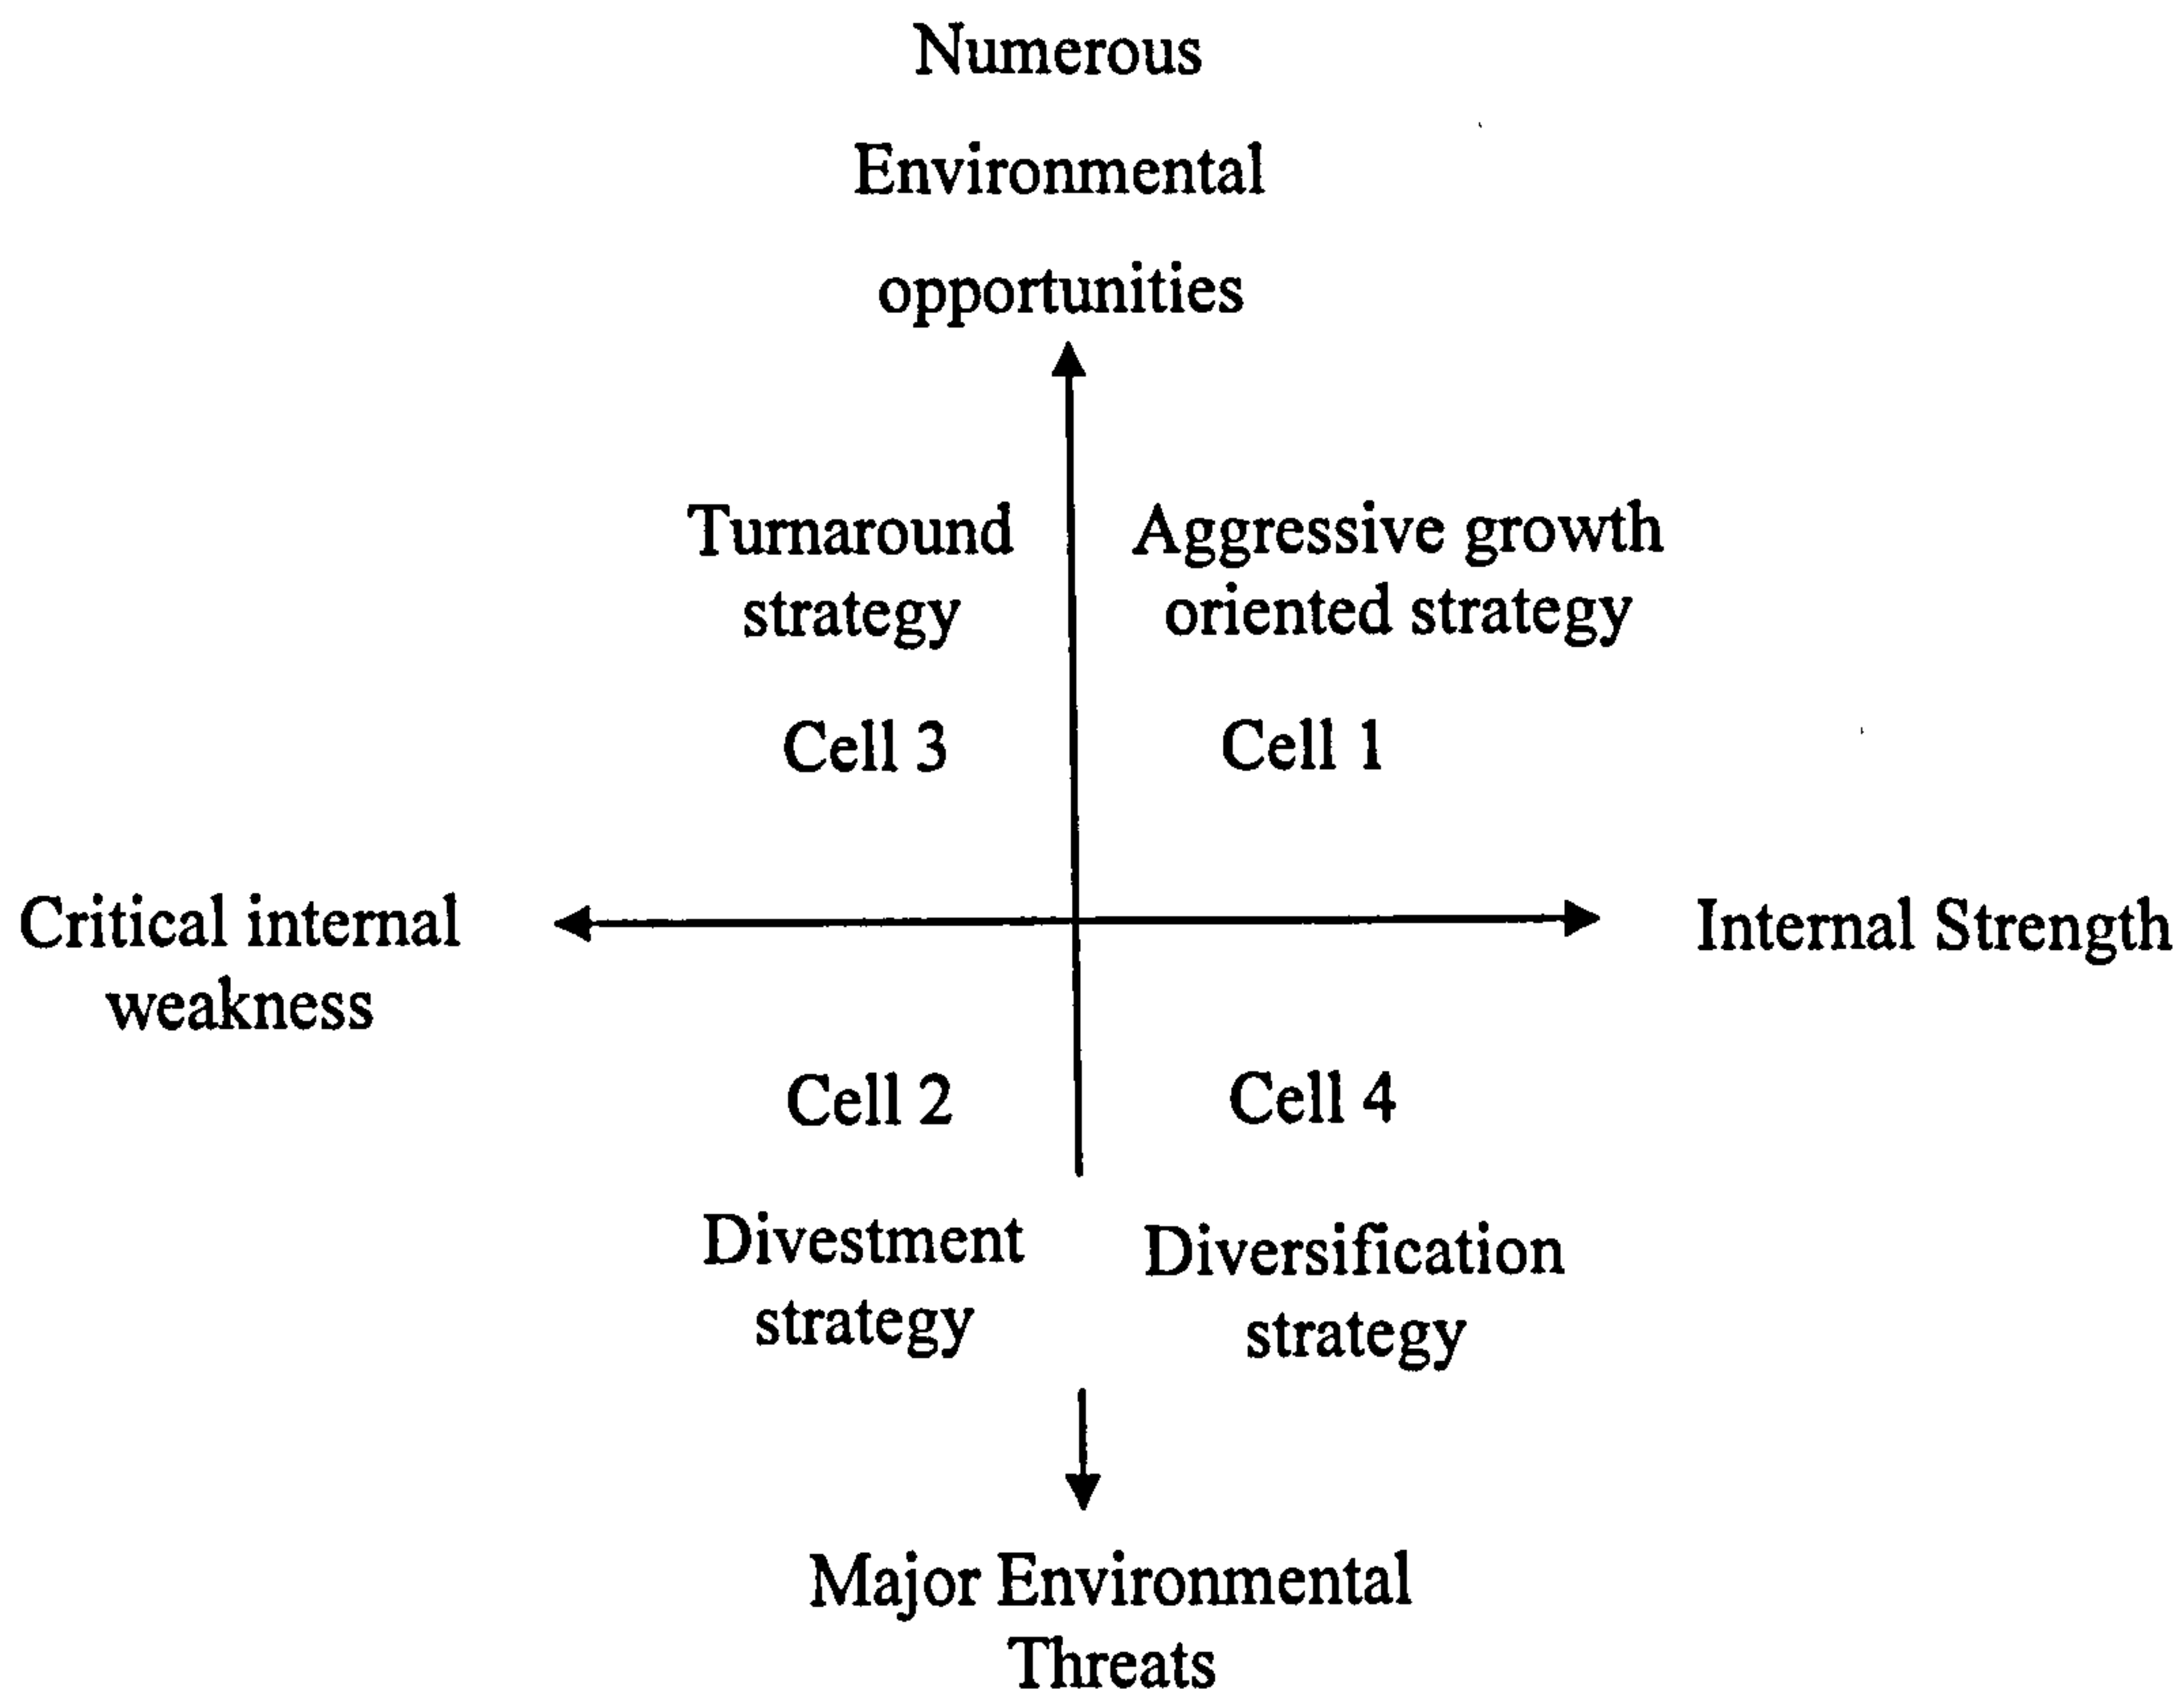 Numerous
Environmental
opportunities
Turnaround
strategy
Aggressive growth
oriented strategy
Cell 3
Cell 1
Critical internal
weakness
Internal Strength
Cell 2
Cell 4
Divestment
strategy
Diversification
strategy
Major Environmental
Threats